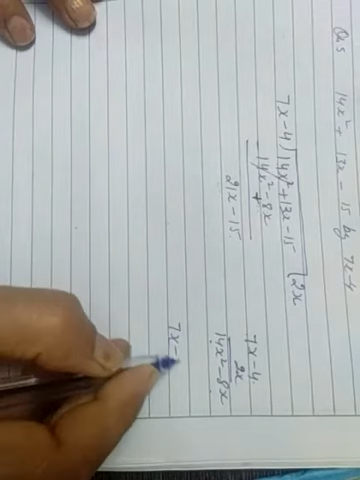 Qus 14x² + 13x - 15 by 7x-4
7x-4) 14x²+13x-15 (2x
14x²-8x
+
21x-15
7x-4
2x
14x²-8x
7x-